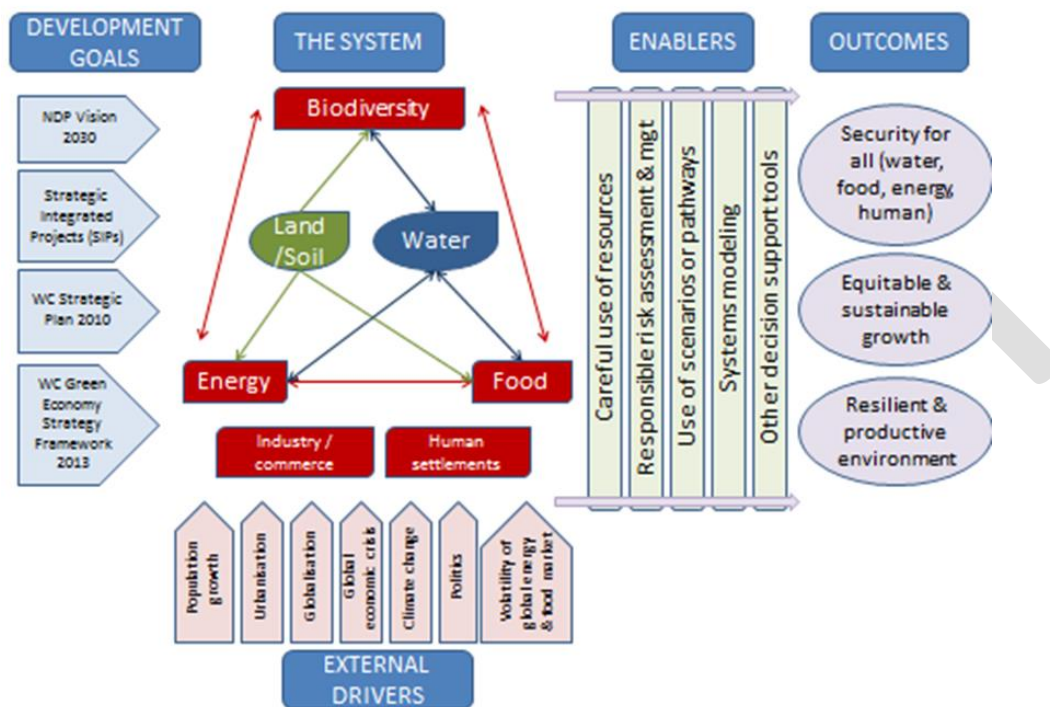 DEVELOPMENT
GOALS
THE SYSTEM
ENABLERS
OUTCOMES
NDP Vision
2030
Strategic
Integrated
Projects (SIPs)
WC Strategic
Plan 2010
WC Green
Economy
Strategy
Framework
2013
Biodiversity
Land
/Soil
Water
Energy
Food
Industry /
commerce
Human
settlements
Careful use of resources
Responsible risk assessment & mgt
Use of scenarios or pathways
Systems modeling
Other decision support tools
Security for
all (water,
food, energy,
human)
Equitable &
sustainable
growth
Resilient &
productive
environment
Population
growth
Urbanisation
Globalisation
Global
economic crisis
Climate change
Politics
Volatility of
global energy
& food market
EXTERNAL
DRIVERS